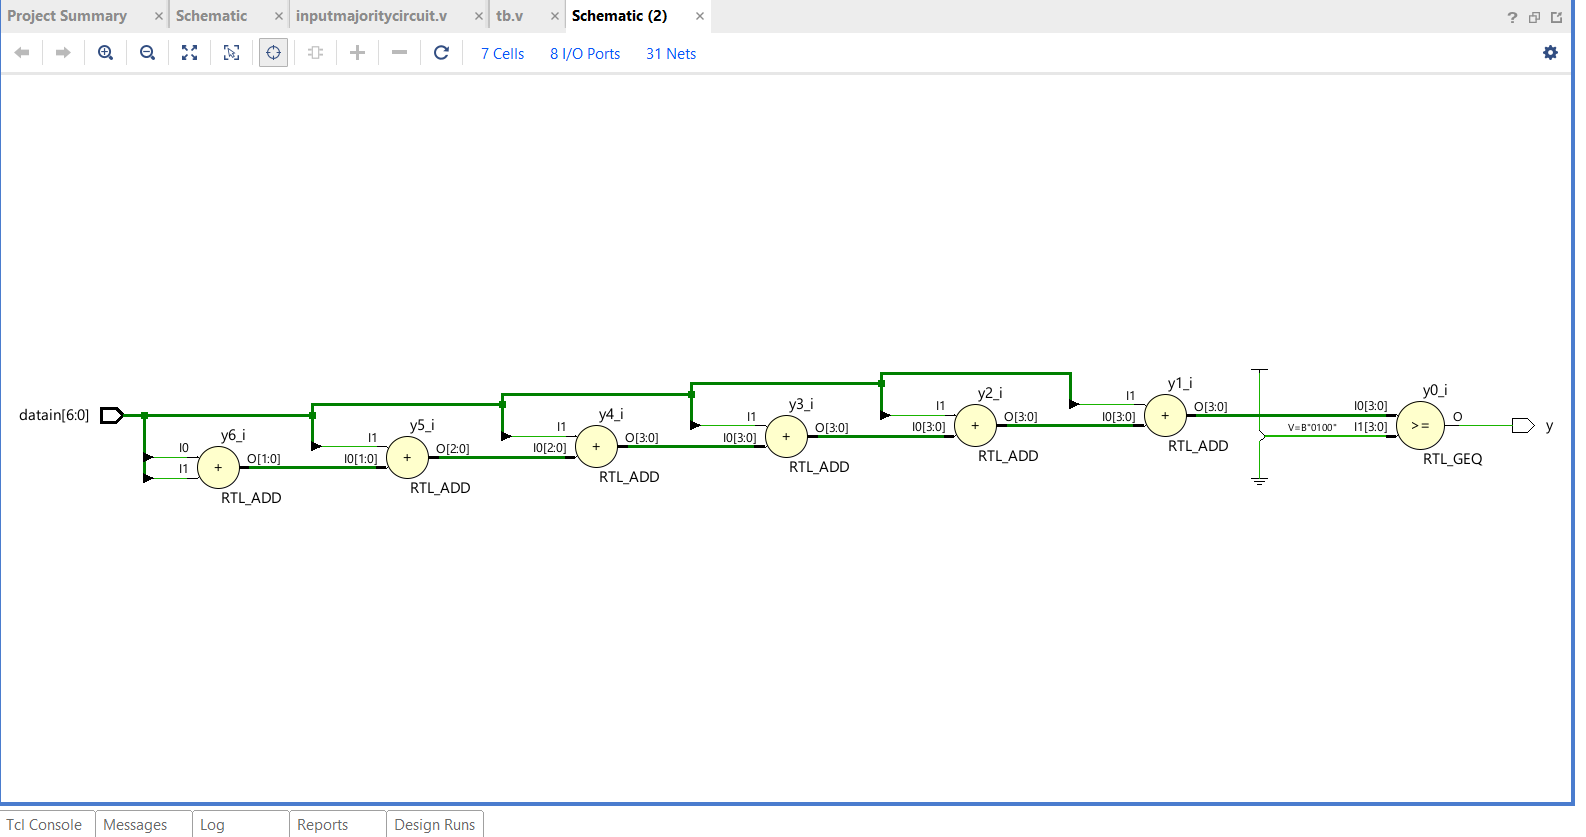 Project Summary × Schematic × inputmajoritycircuit.v × tb.v × Schematic (2) × ?
7 Cells 8 I/O Ports 31 Nets
datain[6:0]
I0
I1
y6_i
+
O[1:0]
RTL_ADD
I1
I0[1:0]
y5_i
+
O[2:0]
RTL_ADD
I1
I0[2:0]
y4_i
+
O[3:0]
RTL_ADD
I1
I0[3:0]
y3_i
+
O[3:0]
RTL_ADD
I1
I0[3:0]
y2_i
+
O[3:0]
RTL_ADD
I1
I0[3:0]
y1_i
+
O[3:0]
RTL_ADD
V=B"0100"
I0[3:0]
I1[3:0]
y0_i
>=
O
RTL_GEQ
y
Tcl Console Messages Log Reports Design Runs